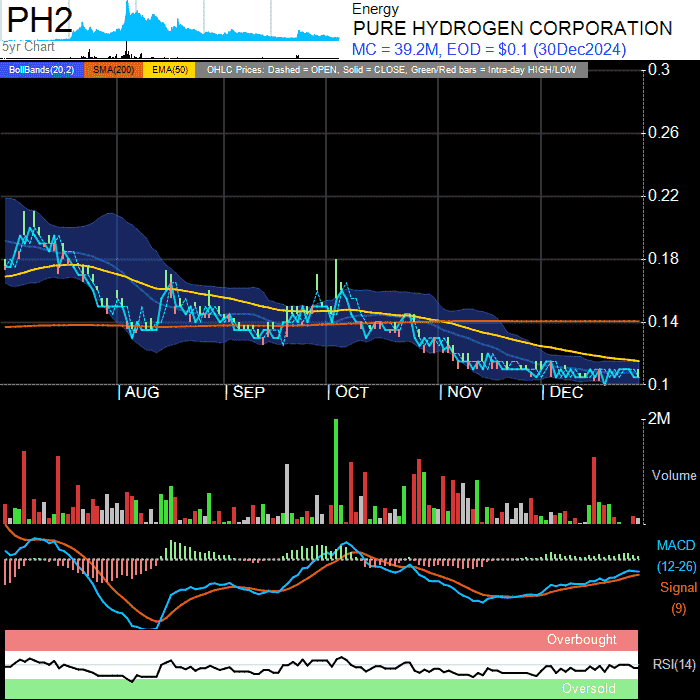 PH2
5yr Chart
Energy
PURE HYDROGEN CORPORATION
MC = 39.2M, EOD = $0.1 (30Dec2024)
BollBands(20,2) SMA(200) EMA(50) OHLC Prices: Dashed = OPEN, Solid = CLOSE, Green/Red bars = Intra-day HIGH/LOW
0.3
0.26
0.22
0.18
0.14
0.1
AUG SEP OCT NOV DEC
2M
Volume
MACD
(12-26)
Signal
(9)
Overbought
RSI(14)
Oversold